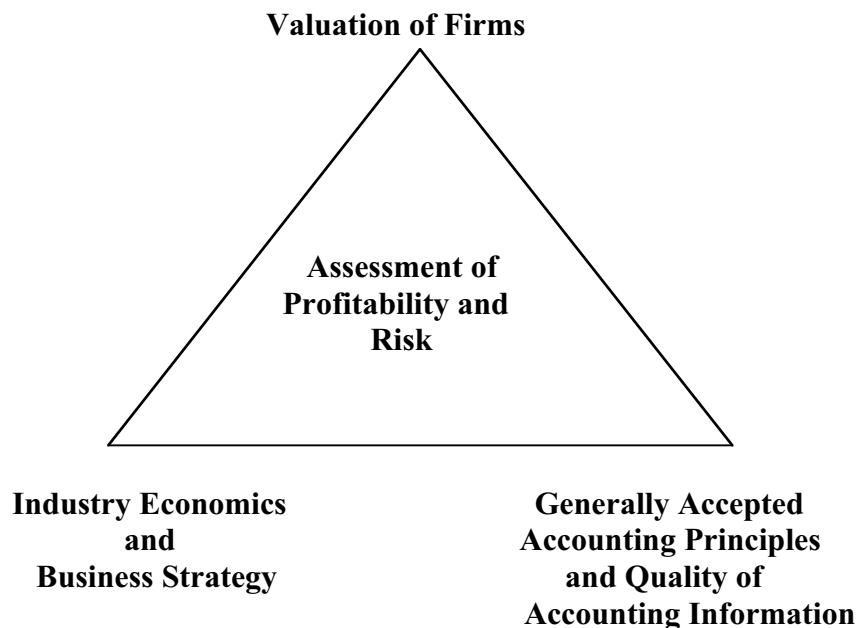 Valuation of Firms
Assessment of
Profitability and
Risk
Industry Economics
and
Business Strategy
Generally Accepted
Accounting Principles
and Quality of
Accounting Information